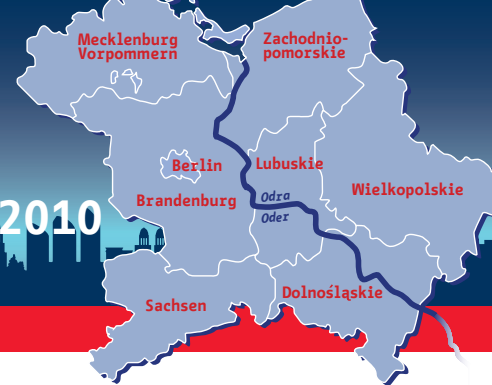 Mecklenburg
Vorpommern
Zachodnio-
pomorskie
Berlin
Lubuskie
Brandenburg
Wielkopolskie
Odra
Oder
2010
Sachsen
Dolnośląskie